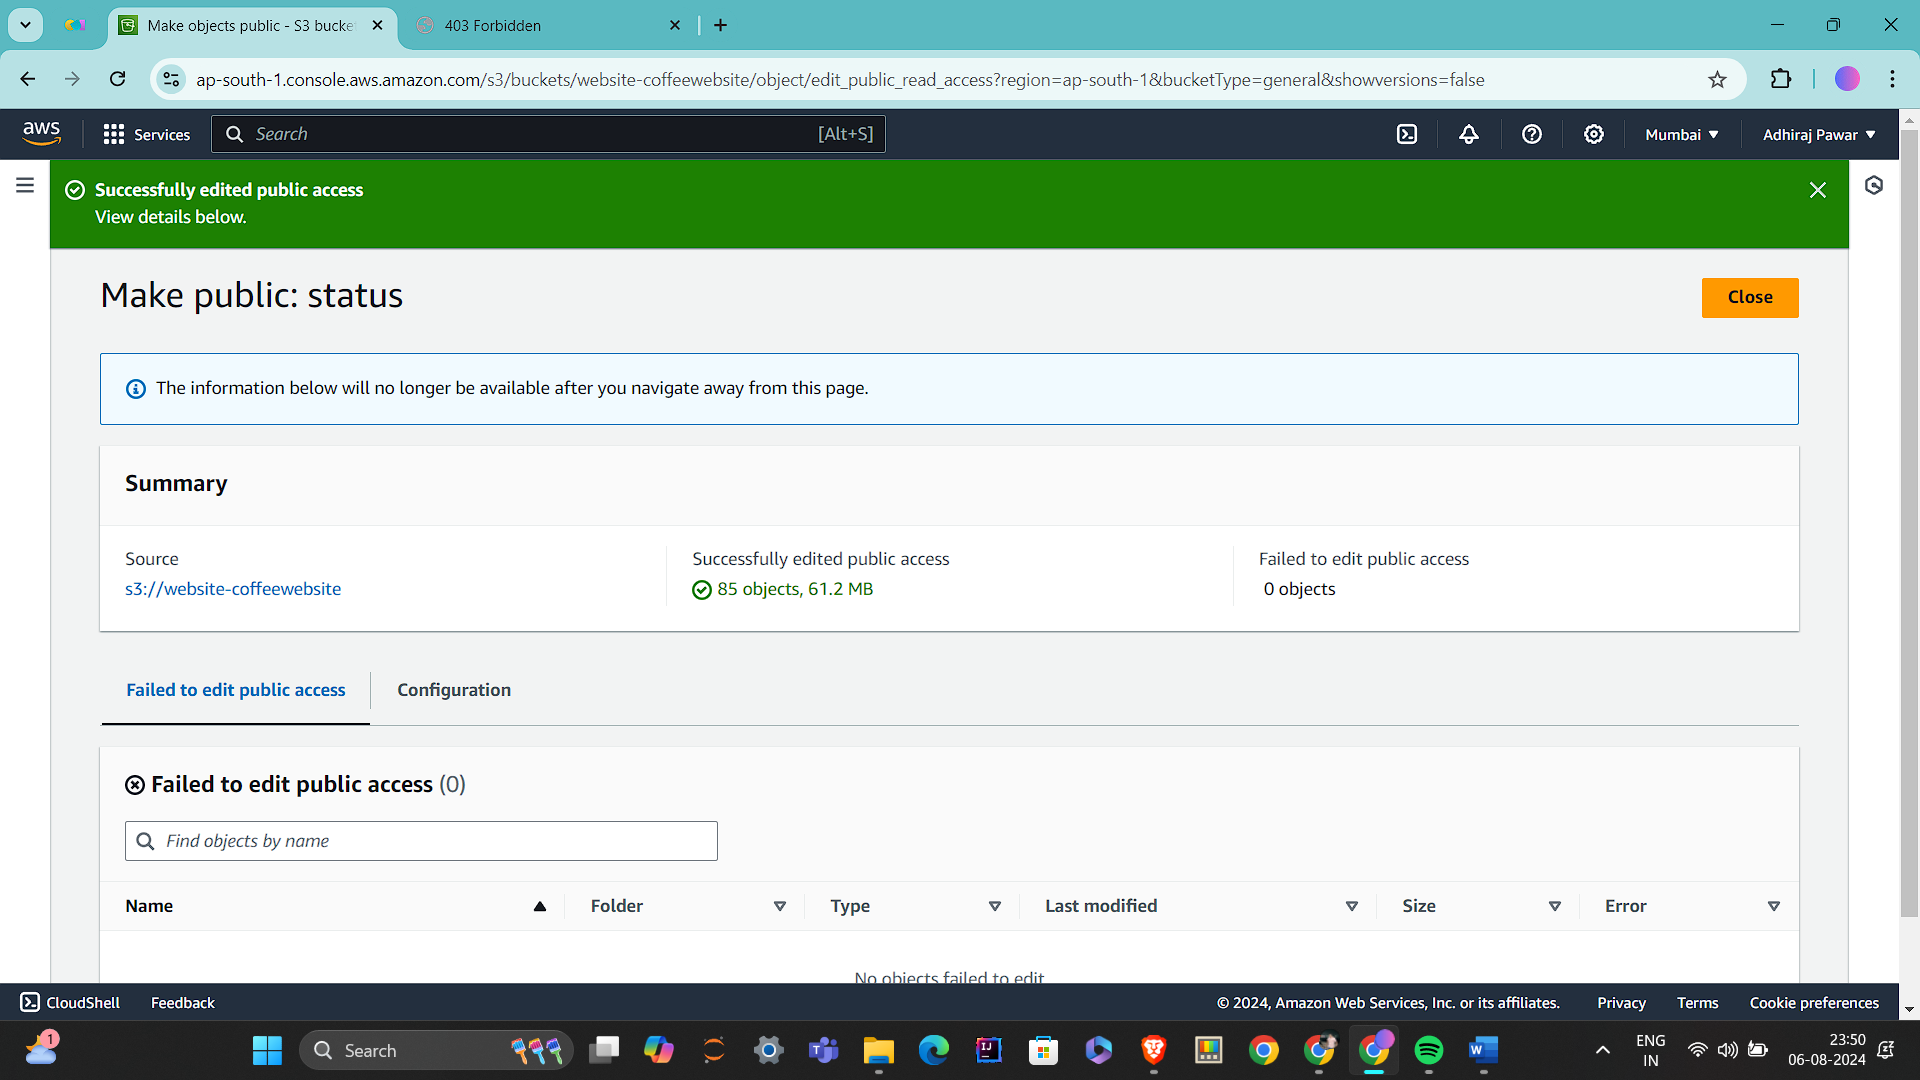 Make objects public - S3 bucke
403 Forbidden
ap-south-1.console.aws.amazon.com/s3/buckets/website-coffeewebsite/object/edit_public_read_access?region=ap-south-1&bucketType=general&showversions=false
aws
Services
Search
[Alt+S]
Mumbai
Adhiraj Pawar
Successfully edited public access
View details below.
Make public: status
Close
The information below will no longer be available after you navigate away from this page.
Summary
Source
s3://website-coffeewebsite
Successfully edited public access
85 objects, 61.2 MB
Failed to edit public access
0 objects
Failed to edit public access
Configuration
Failed to edit public access (0)
Find objects by name
Name
Folder
Type
Last modified
Size
Error
No objects failed to edit
CloudShell
Feedback
© 2024, Amazon Web Services, Inc. or its affiliates.
Privacy
Terms
Cookie preferences
1
Search
ENG
IN
23:50
06-08-2024